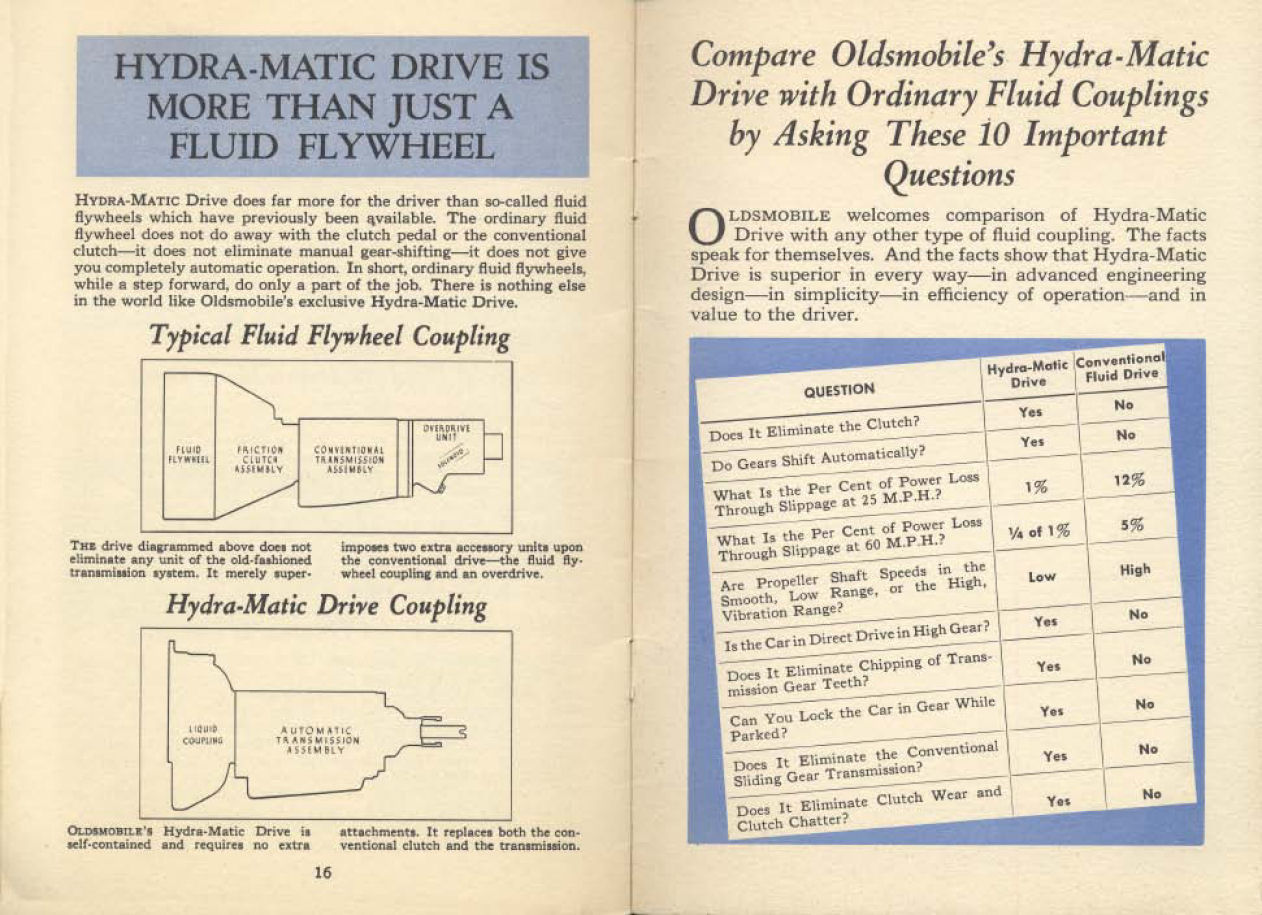 HYDRA-MATIC DRIVE IS
MORE THAN JUST A
FLUID FLYWHEEL
HYDRA-MATIC Drive does far more for the driver than so-called fluid
flywheels which have previously been available. The ordinary fluid
flywheel does not do away with the clutch pedal or the conventional
clutch—it does not eliminate manual gear-shifting—it does not give
you completely automatic operation. In short, ordinary fluid flywheels,
while a step forward, do only a part of the job. There is nothing else
in the world like Oldsmobile's exclusive Hydra-Matic Drive.
Typical Fluid Flywheel Coupling
FLUID
FLYWHEEL
FRICTION
CLUTCH
ASSEMBLY
CONVENTIONAL
TRANSMISSION
ASSEMBLY
OVERDRIVE
UNIT
SOLENOID
THE drive diagrammed above does not
eliminate any unit of the old-fashioned
transmission system. It merely super-
imposes two extra accessory units upon
the conventional drive—the fluid fly-
wheel coupling and an overdrive.
Hydra-Matic Drive Coupling
LIQUID
COUPLING
AUTOMATIC
TRANSMISSION
ASSEMBLY
OLDSMOBILE'S Hydra-Matic Drive is
self-contained and requires no extra
attachments. It replaces both the con-
ventional clutch and the transmission.
16
Compare Oldsmobile's Hydra-Matic
Drive with Ordinary Fluid Couplings
by Asking These 10 Important
Questions
OLDSMOBILE welcomes comparison of Hydra-Matic
Drive with any other type of fluid coupling. The facts
speak for themselves. And the facts show that Hydra-Matic
Drive is superior in every way—in advanced engineering
design—in simplicity—in efficiency of operation—and in
value to the driver.
QUESTION Hydra-Matic Drive Conventional Fluid Drive
Does It Eliminate the Clutch? Yes No
Do Gears Shift Automatically? Yes No
What Is the Per Cent of Power Loss
Through Slippage at 25 M.P.H.? 1% 12%
What Is the Per Cent of Power Loss
Through Slippage at 60 M.P.H.? ¼ of 1% 5%
Are Propeller Shaft Speeds in the
Smooth, Low Range, or the High,
Vibration Range? Low High
Is the Car in Direct Drive in High Gear? Yes No
Does It Eliminate Chipping of Trans-
mission Gear Teeth? Yes No
Can You Lock the Car in Gear While
Parked? Yes No
Does It Eliminate the Conventional
Sliding Gear Transmission? Yes No
Does It Eliminate Clutch Wear and
Clutch Chatter? Yes No